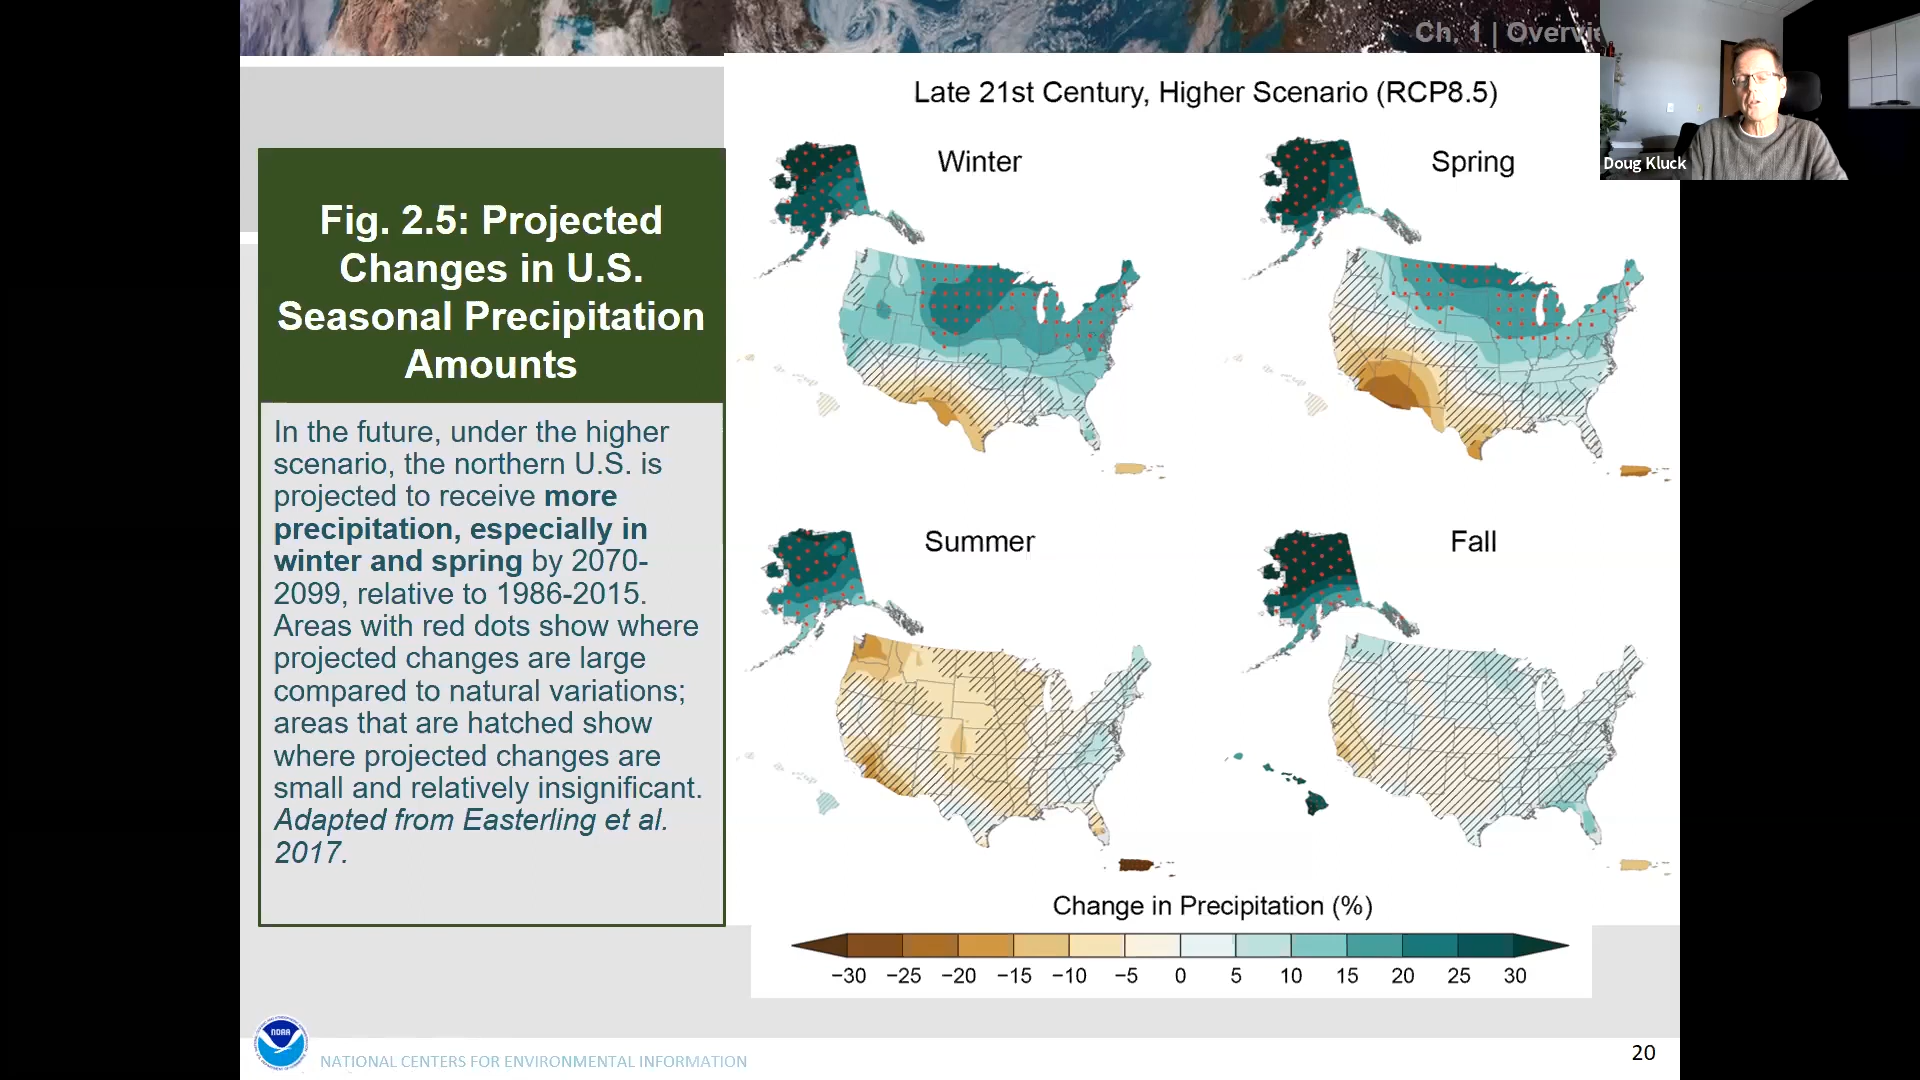 Ch. 1 | Overvie
Late 21st Century, Higher Scenario (RCP8.5)
Winter
Spring
Doug Kluck
Fig. 2.5: Projected
Changes in U.S.
Seasonal Precipitation
Amounts
In the future, under the higher
scenario, the northern U.S. is
projected to receive more
precipitation, especially in
winter and spring by 2070-
2099, relative to 1986-2015.
Areas with red dots show where
projected changes are large
compared to natural variations;
areas that are hatched show
where projected changes are
small and relatively insignificant.
Adapted from Easterling et al.
2017.
Summer
Fall
Change in Precipitation (%)
−30 −25 −20 −15 −10 −5 0 5 10 15 20 25 30
NOAA
NATIONAL CENTERS FOR ENVIRONMENTAL INFORMATION
20